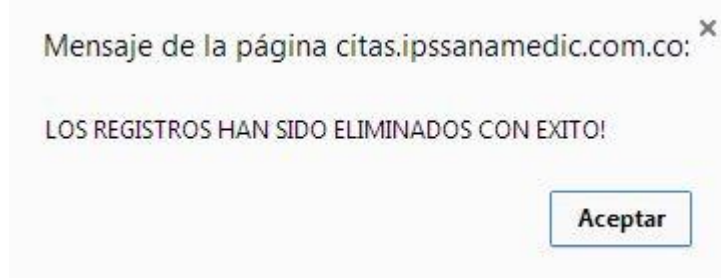 Mensaje de la página citas.ipssanamedic.com.co:
LOS REGISTROS HAN SIDO ELIMINADOS CON EXITO!
Aceptar